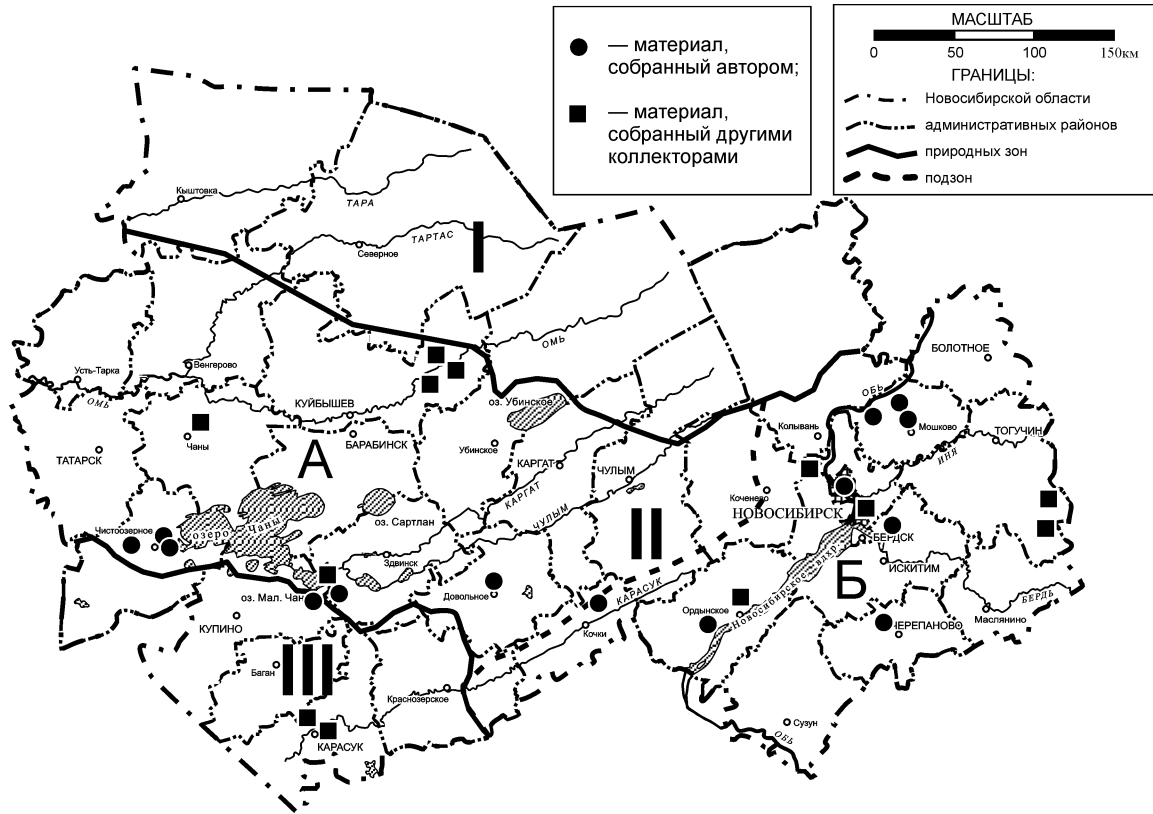 — материал,
собранный автором;
— материал,
собранный другими
коллекторами
МАСШТАБ
0 50 100 150км
ГРАНИЦЫ:
Новосибирской области
административных районов
природных зон
подзон
Кыштовка
ТАРА
ТАРТАС
I
Северное
ОМЬ
БОЛОТНОЕ
Венгерово
Усть-Тарка
ОМЬ
ОБЬ
оз. Убинское
КУЙБЫШЕВ
Колывань
Мошково
ТОГУЧИН
Чаны
БАРАБИНСК
Убинское
ТАТАРСК
А
КАРГАТ
ЧУЛЫМ
ИНЯ
КАРГАТ
Коченево
НОВОСИБИРСК
оз. Сартлан
ЧУЛЫМ
II
Чистоозерное
озеро Чаны
БЕРДСК
Здвинск
ИСКИТИМ
Б
оз. Мал. Чан
Довольное
КАРАСУК
Ордынское
Новосибирское вдхр.
БЕРДЬ
Маслянино
КУПИНО
Кочки
ЧЕРЕПАНОВО
Баган
III
Краснозерское
Сузун
КАРАСУК
ОБЬ